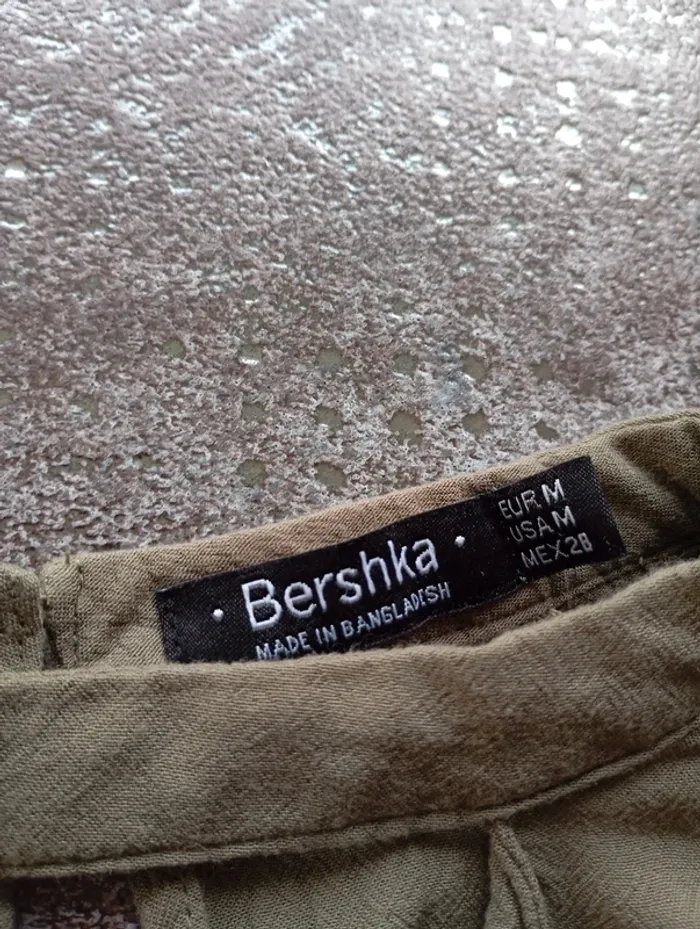 • Bershka •
MADE IN BANGLADESH
EUR M
USA M
MEX 28